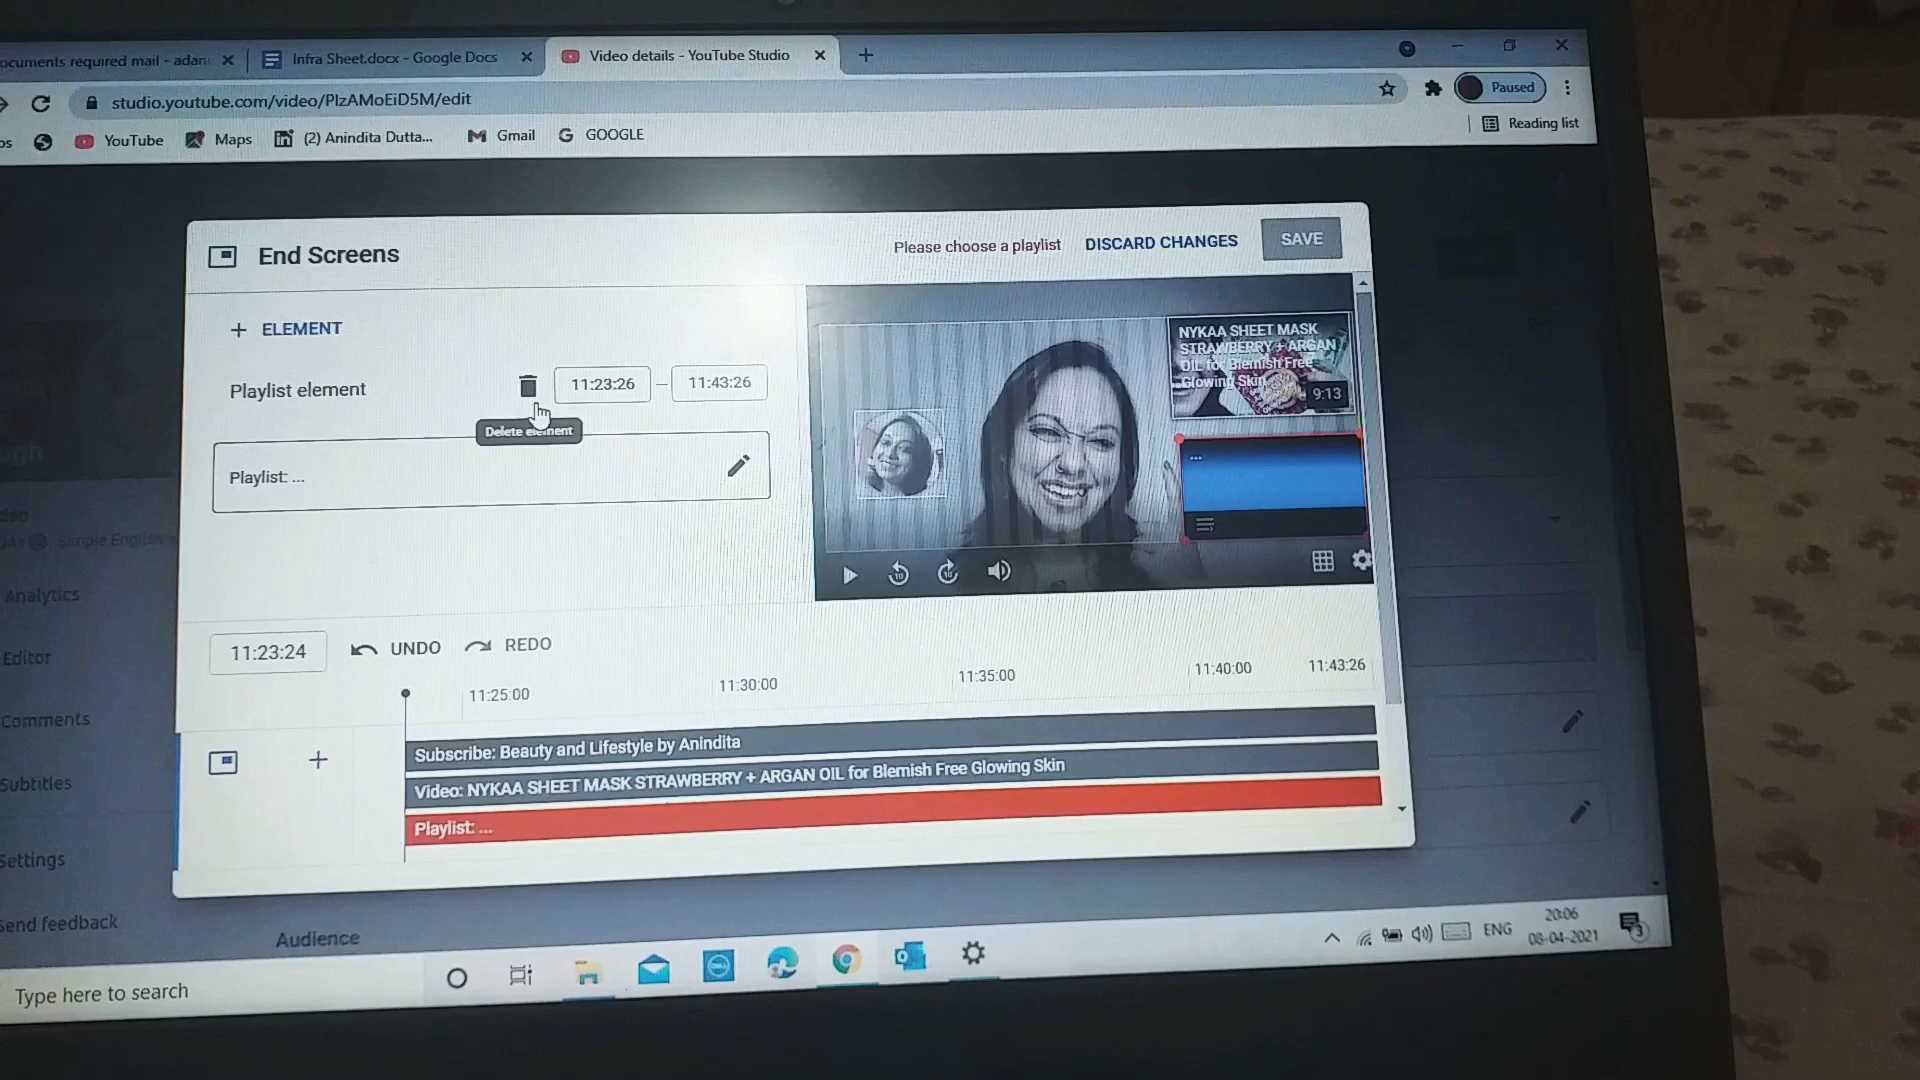 ocuments required mail - adan
Infra Sheet.docx - Google Docs
Video details - YouTube Studio
studio.youtube.com/video/PlzAMoEiD5M/edit
Paused
YouTube
Maps
(2) Anindita Dutta...
Gmail
GOOGLE
Reading list
End Screens
Please choose a playlist
DISCARD CHANGES
SAVE
+ ELEMENT
Playlist element
11:23:26 – 11:43:26
Delete element
Playlist: ...
NYKAA SHEET MASK
STRAWBERRY + ARGAN
OIL for Blemish Free
Glowing Skin
9:13
...
10
10
11:23:24
UNDO
REDO
11:25:00
11:30:00
11:35:00
11:40:00
11:43:26
Subscribe: Beauty and Lifestyle by Anindita
Video: NYKAA SHEET MASK STRAWBERRY + ARGAN OIL for Blemish Free Glowing Skin
Playlist: ...
Simple English
Analytics
Editor
Comments
Subtitles
Settings
Send feedback
Audience
Type here to search
DELL
ENG
20:06
08-04-2021
3